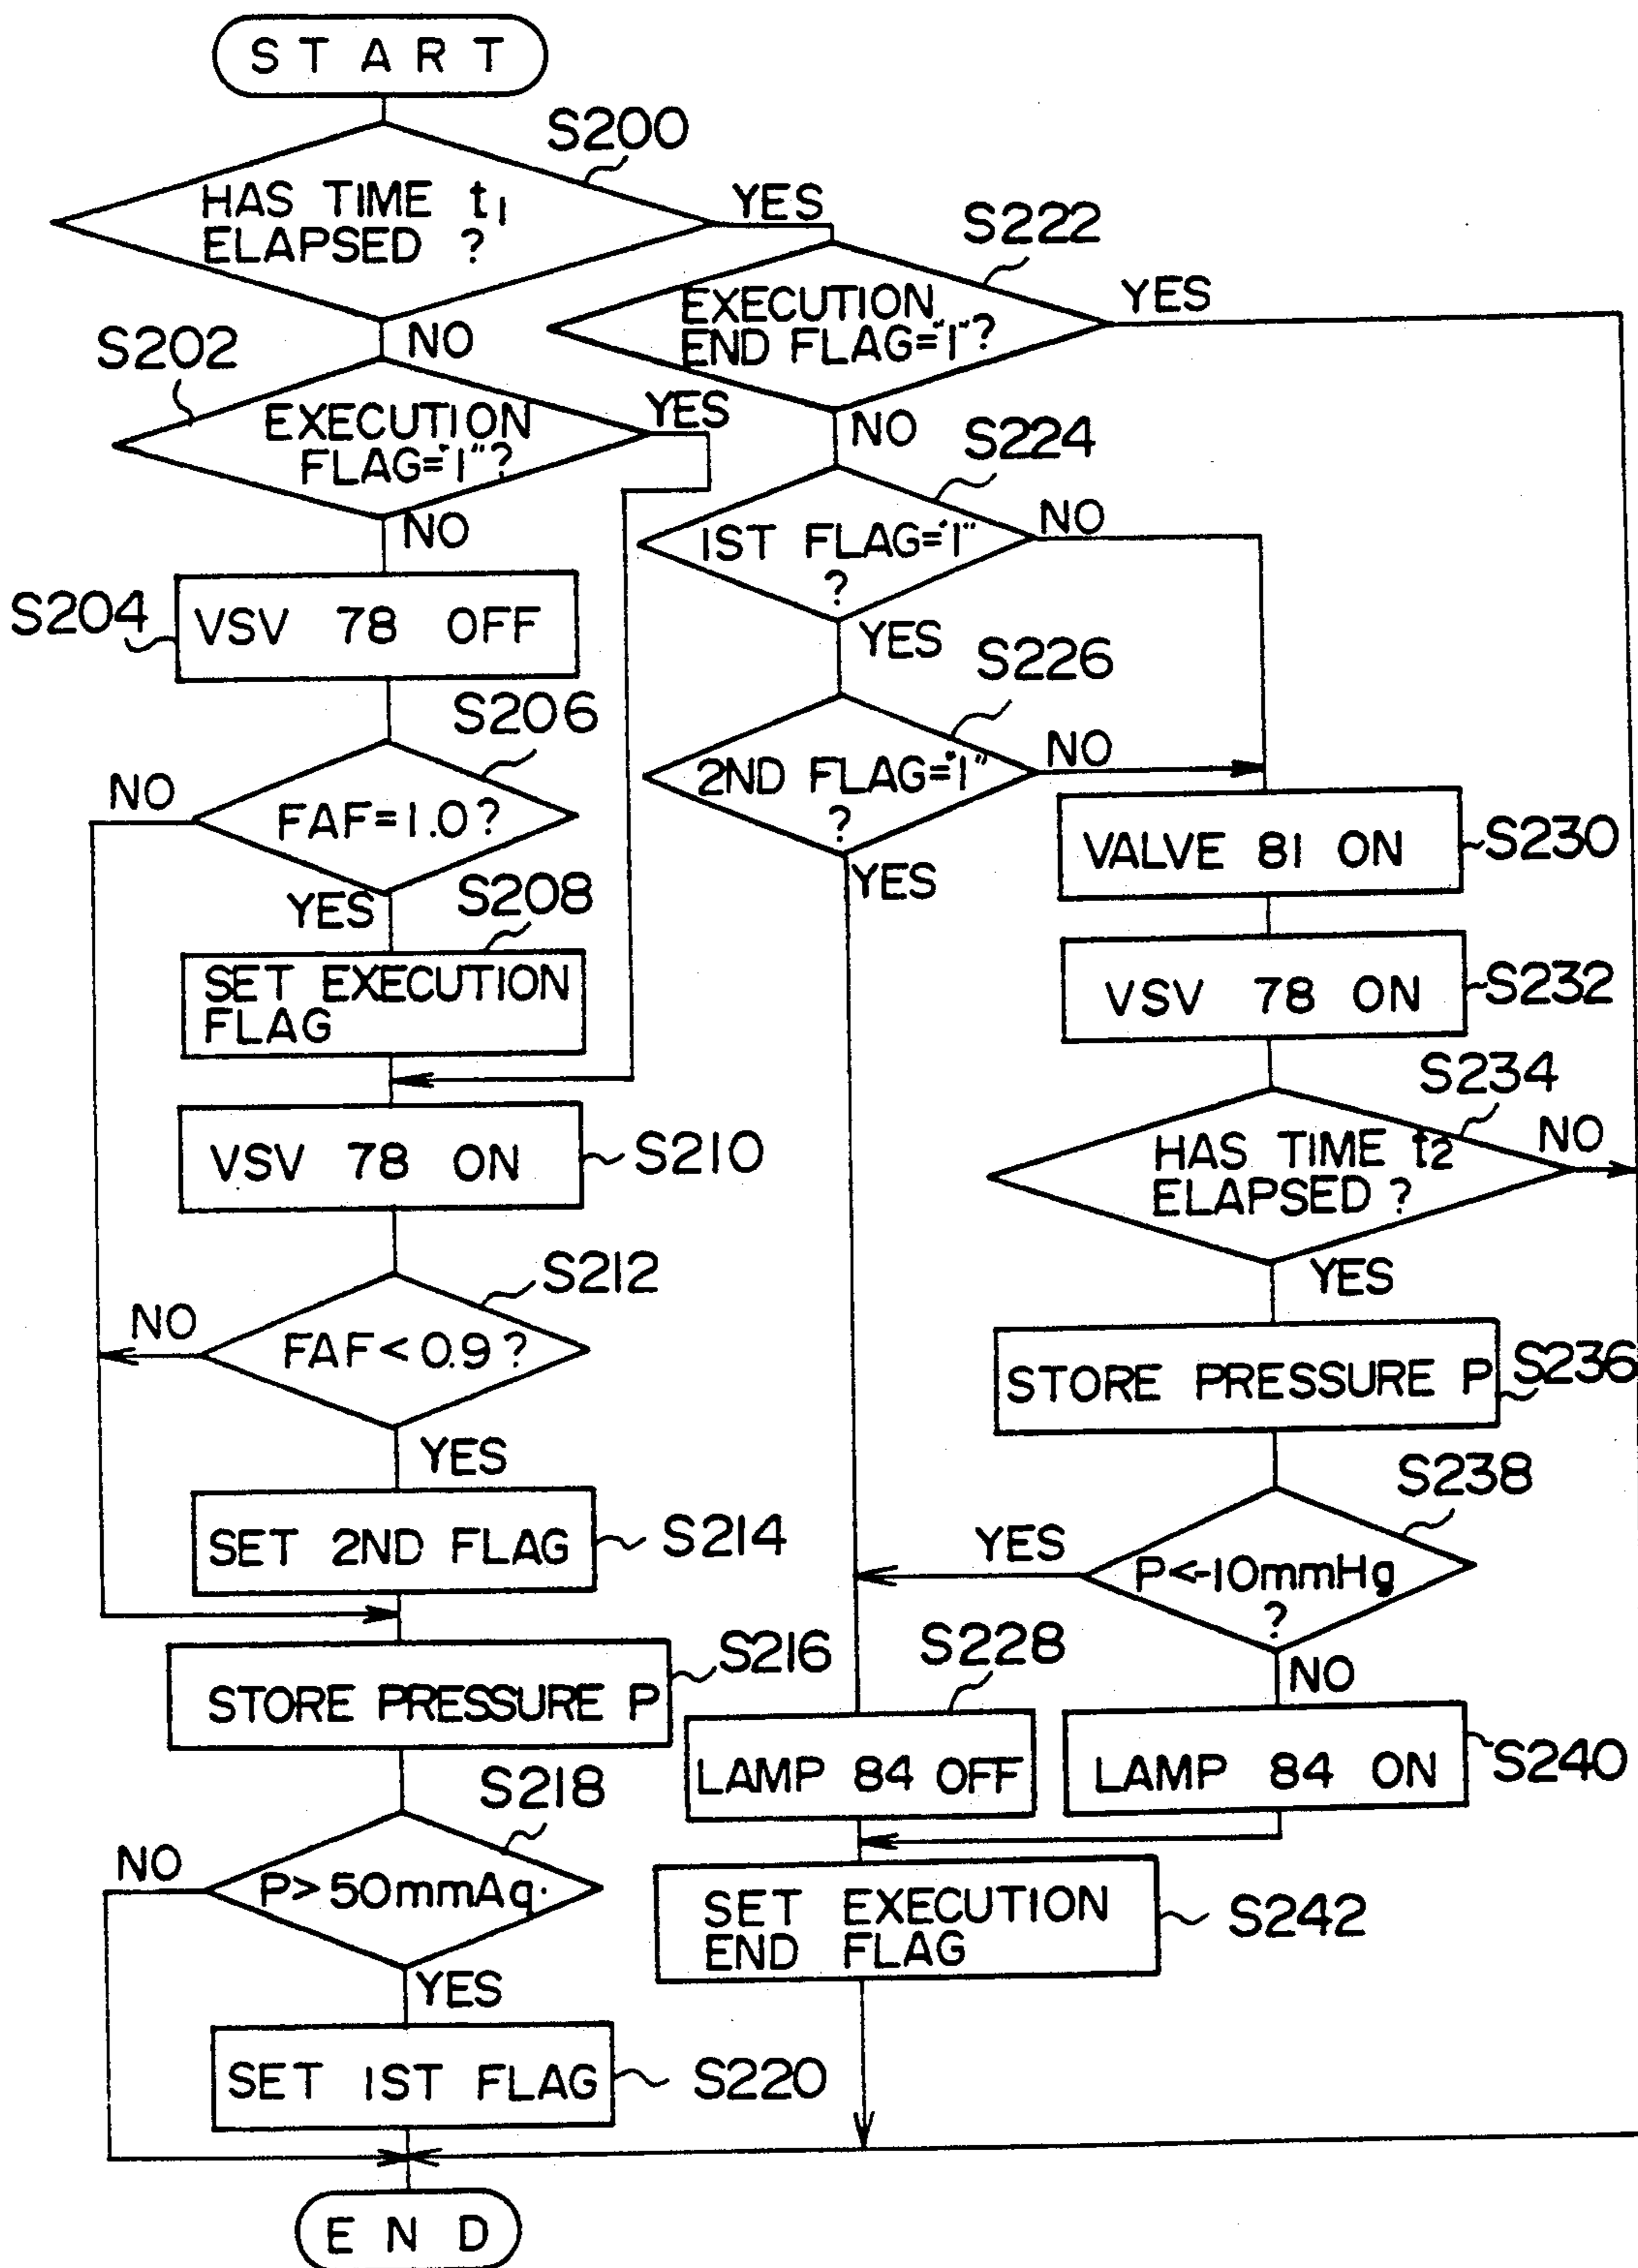 START
S200
HAS TIME t1
ELAPSED ?
YES
NO
S202
EXECUTION
FLAG="1"?
YES
NO
S204
VSV 78 OFF
S206
FAF=1.0?
NO
YES
S208
SET EXECUTION
FLAG
VSV 78 ON
S210
S212
FAF<0.9?
NO
YES
SET 2ND FLAG
S214
STORE PRESSURE P
S216
S218
P>50mmAq.
NO
YES
SET 1ST FLAG
S220
END
S222
EXECUTION
END FLAG="1"?
YES
NO
S224
1ST FLAG="1"
?
NO
YES
S226
2ND FLAG="1"
?
NO
YES
VALVE 81 ON
S230
VSV 78 ON
S232
S234
HAS TIME t2
ELAPSED ?
NO
YES
STORE PRESSURE P
S236
S238
P<-10mmHg
?
YES
NO
S228
LAMP 84 OFF
LAMP 84 ON
S240
SET EXECUTION
END FLAG
S242